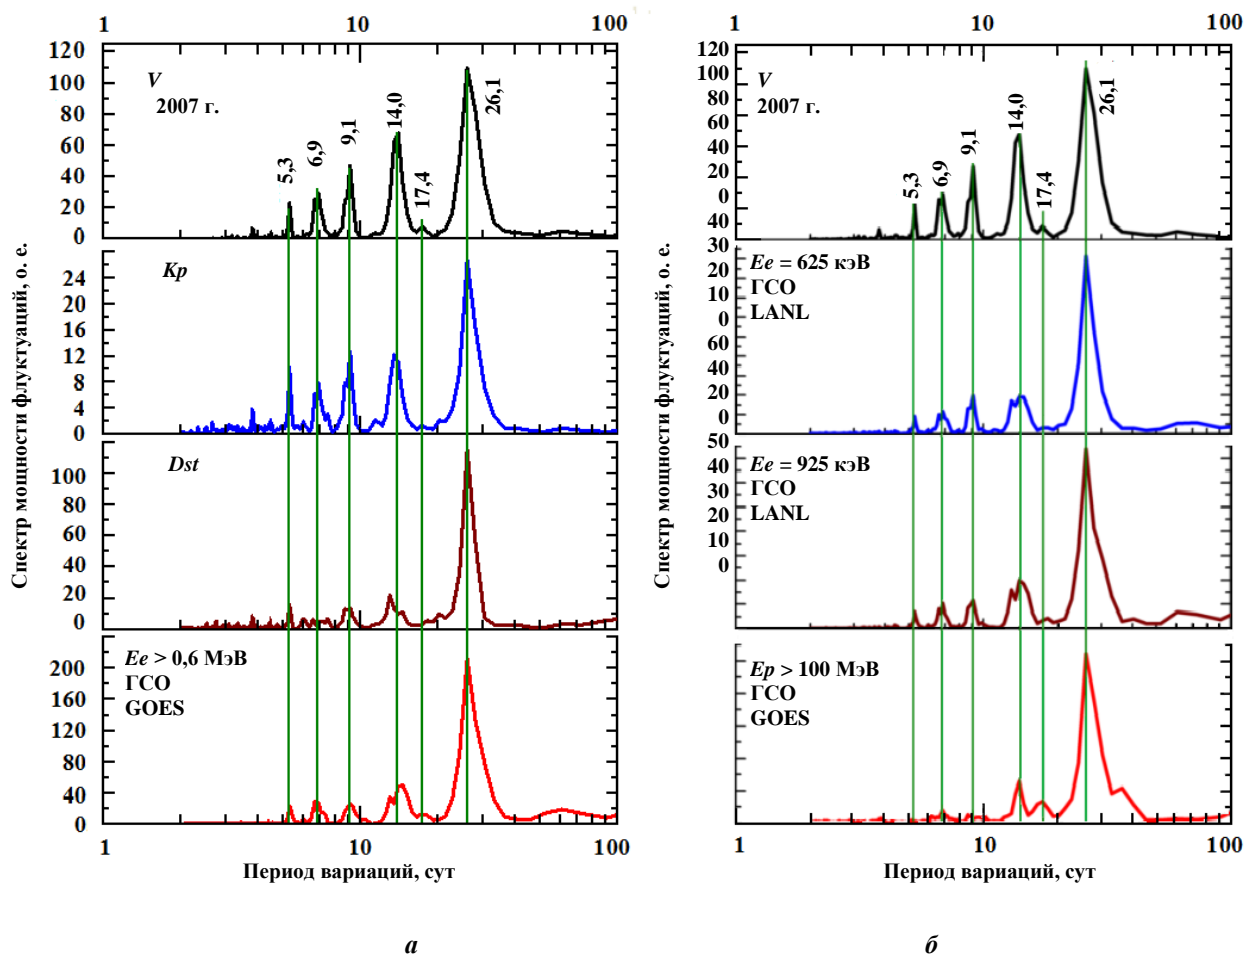 1 10 100
Спектр мощности флуктуаций, о. е.
120
100
80
60
40
20
0
V
2007 г.
5,3
6,9
9,1
14,0
17,4
26,1
24
20
16
12
8
4
0
Kp
100
80
60
40
20
0
Dst
200
160
120
80
40
0
Ee > 0,6 МэВ
ГСО
GOES
1 10 100
Период вариаций, сут
а
1 10 100
Спектр мощности флуктуаций, о. е.
120
100
80
60
40
20
0
40
V
2007 г.
5,3
6,9
9,1
14,0
17,4
26,1
30
20
10
0
60
40
20
0
Ee = 625 кэВ
ГСО
LANL
50
40
30
20
10
0
Ee = 925 кэВ
ГСО
LANL
Ep > 100 МэВ
ГСО
GOES
1 10 100
Период вариаций, сут
б